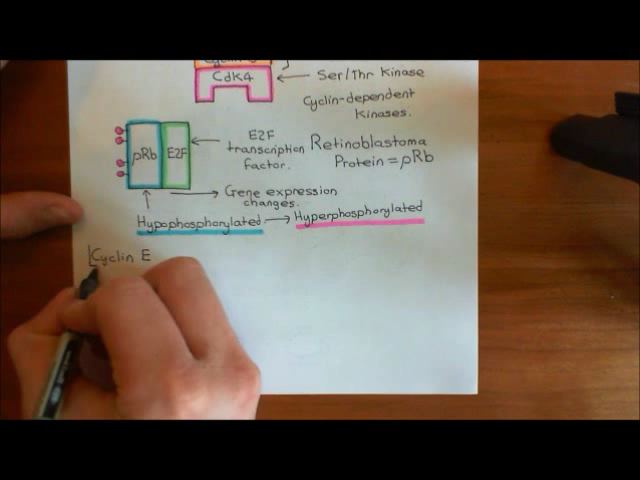 Cdk4
Ser/Thr Kinase
Cyclin-dependent
Kinases.
pRb
E2F
E2F
transcription
factor.
Retinoblastoma
Protein = pRb
Gene expression
changes.
Hypophosphorylated
Hyperphosphorylated
Cyclin E